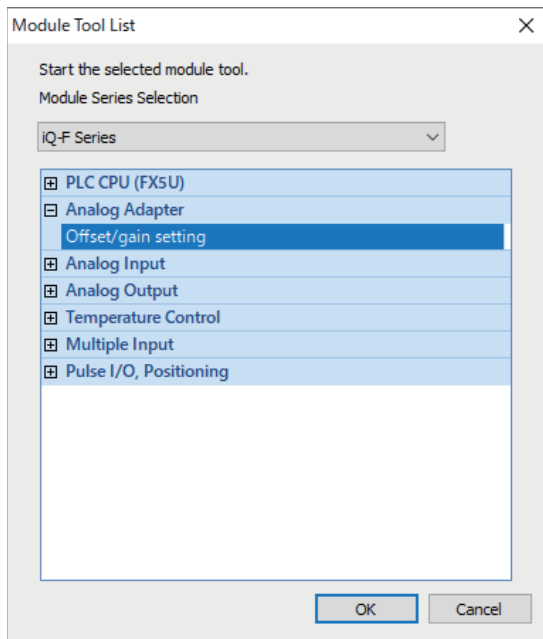 Module Tool List
Start the selected module tool.
Module Series Selection
iQ-F Series
PLC CPU (FX5U)
Analog Adapter
Offset/gain setting
Analog Input
Analog Output
Temperature Control
Multiple Input
Pulse I/O, Positioning
OK Cancel